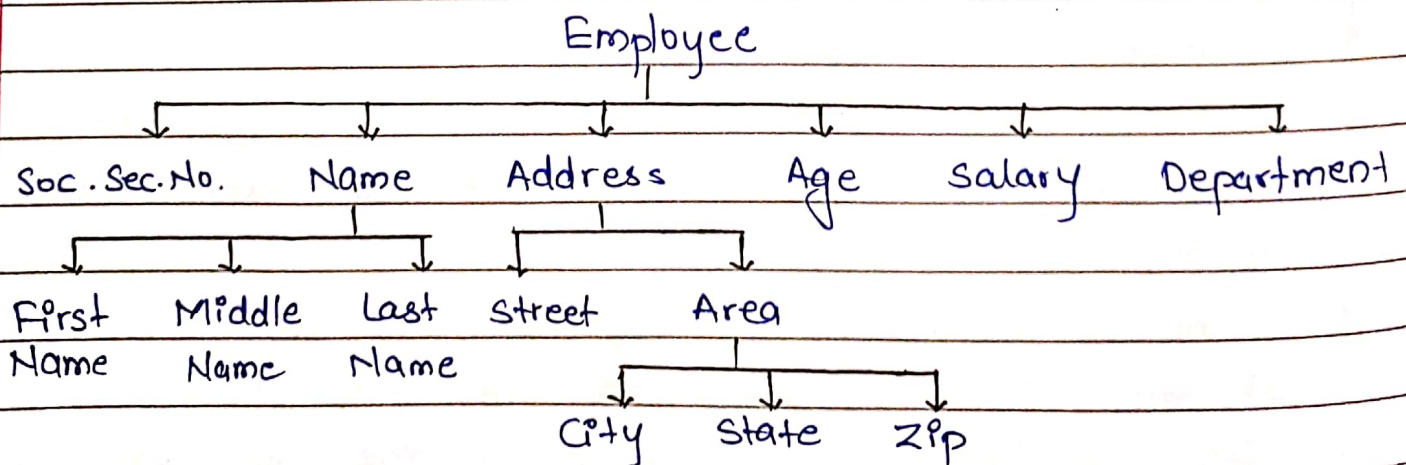 Employee
Soc. Sec. No. Name Address Age Salary Department
First Middle Last Street Area
Name Name Name
City State Zip